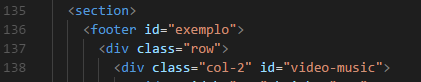 135 <section>
136 <footer id="exemplo">
137 <div class="row">
138 <div class="col-2" id="video-music">